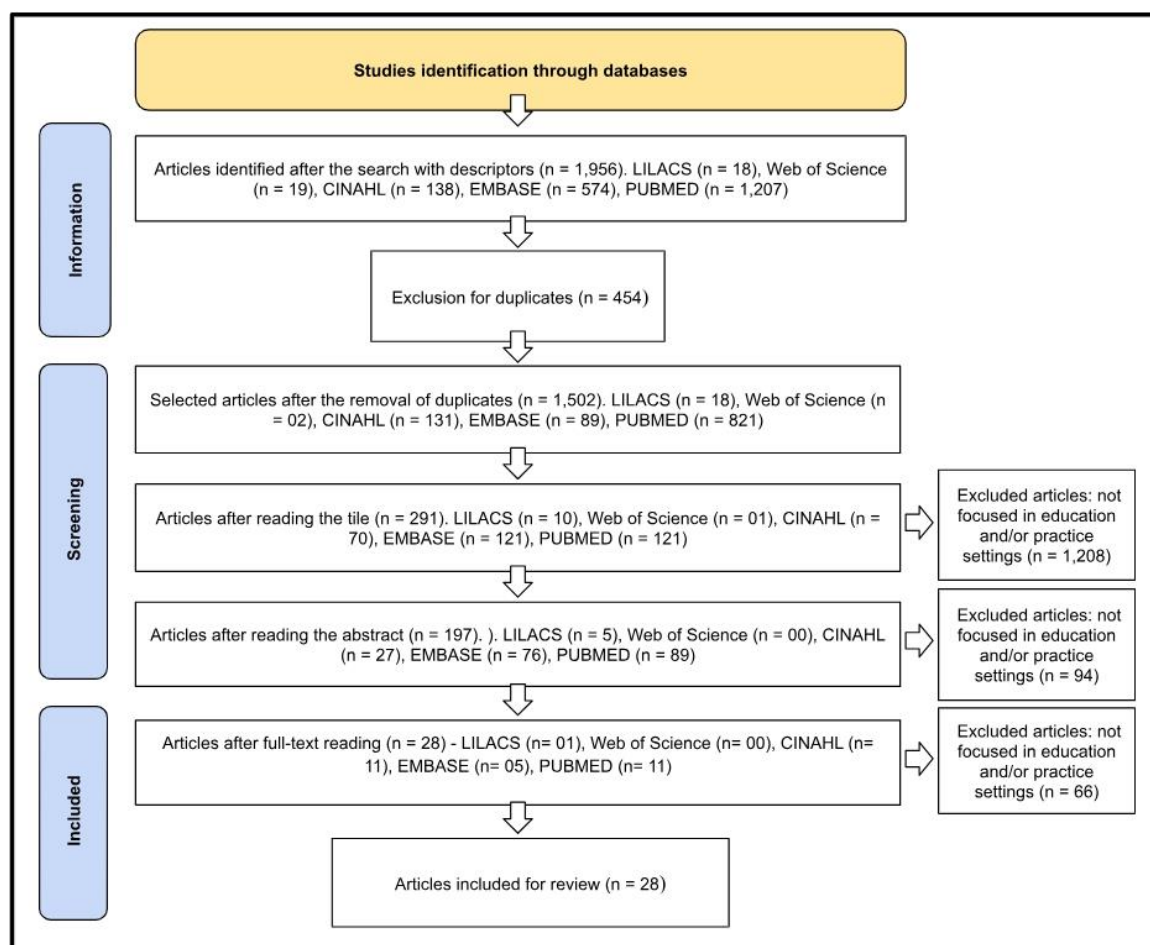 Studies identification through databases
Information
Articles identified after the search with descriptors (n = 1,956). LILACS (n = 18), Web of Science
(n = 19), CINAHL (n = 138), EMBASE (n = 574), PUBMED (n = 1,207)
Exclusion for duplicates (n = 454)
Screening
Selected articles after the removal of duplicates (n = 1,502). LILACS (n = 18), Web of Science (n
= 02), CINAHL (n = 131), EMBASE (n = 89), PUBMED (n = 821)
Articles after reading the tile (n = 291). LILACS (n = 10), Web of Science (n = 01), CINAHL (n =
70), EMBASE (n = 121), PUBMED (n = 121)
Excluded articles: not
focused in education
and/or practice
settings (n = 1,208)
Articles after reading the abstract (n = 197). ). LILACS (n = 5), Web of Science (n = 00), CINAHL
(n = 27), EMBASE (n = 76), PUBMED (n = 89)
Excluded articles: not
focused in education
and/or practice
settings (n = 94)
Included
Articles after full-text reading (n = 28) - LILACS (n= 01), Web of Science (n= 00), CINAHL (n=
11), EMBASE (n= 05), PUBMED (n= 11)
Excluded articles: not
focused in education
and/or practice
settings (n = 66)
Articles included for review (n = 28)